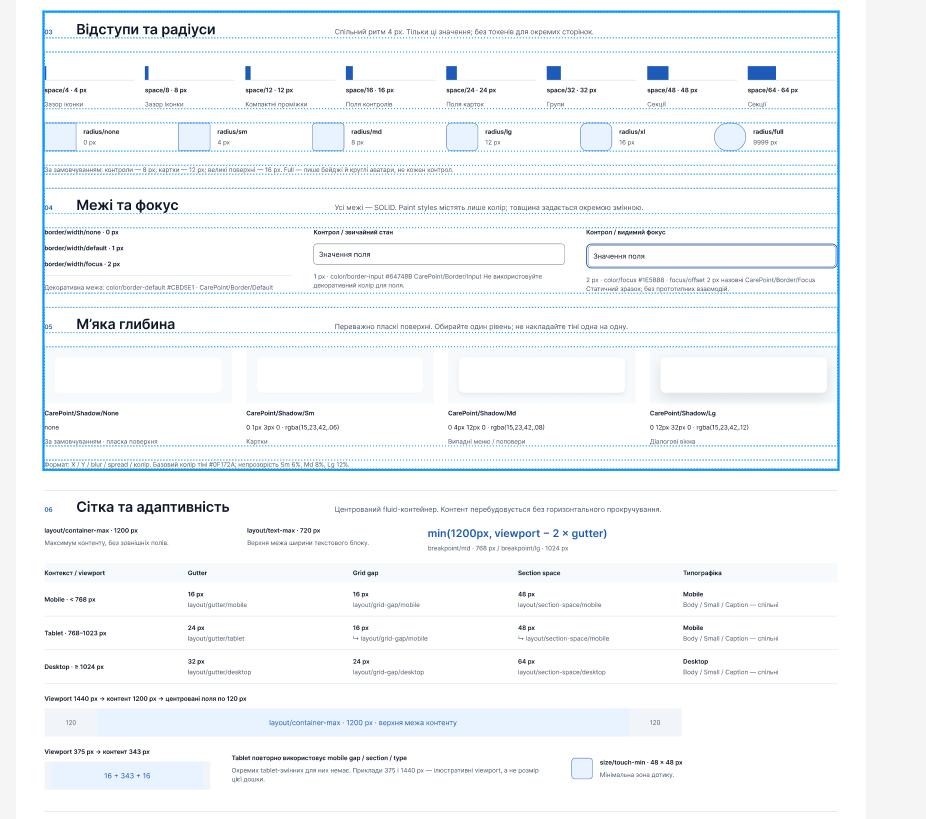 03 Відступи та радіуси Спільний ритм 4 px. Тільки ці значення; без токенів для окремих сторінок.
space/4 · 4 px space/8 · 8 px space/12 · 12 px space/16 · 16 px space/24 · 24 px space/32 · 32 px space/48 · 48 px space/64 · 64 px
Зазор іконки Зазор іконки Компактні проміжки Поля контролів Поля карток Групи Секції Секції
radius/none radius/sm radius/md radius/lg radius/xl radius/full
0 px 4 px 8 px 12 px 16 px 9999 px
За замовчуванням: контроли — 8 px; картки — 12 px; великі поверхні — 16 px. Full — лише бейджі й круглі аватари, не кожен контрол.
04 Межі та фокус Усі межі — SOLID. Paint styles містять лише колір; товщина задається окремою змінною.
border/width/none · 0 px Контрол / звичайний стан Контрол / видимий фокус
border/width/default · 1 px Значення поля Значення поля
border/width/focus · 2 px
1 px · color/border-input #64748B CarePoint/Border/Input Не використовуйте 2 px · color/focus #1E5BB8 · focus/offset 2 px назовні CarePoint/Border/Focus
Декоративна межа: color/border-default #CBD5E1 · CarePoint/Border/Default декоративний колір для поля. Статичний зразок; без прототипних взаємодій.
05 М’яка глибина Переважно пласкі поверхні. Обирайте один рівень; не накладайте тіні одна на одну.
CarePoint/Shadow/None CarePoint/Shadow/Sm CarePoint/Shadow/Md CarePoint/Shadow/Lg
none 0 1px 3px 0 · rgba(15,23,42,.06) 0 4px 12px 0 · rgba(15,23,42,.08) 0 12px 32px 0 · rgba(15,23,42,.12)
За замовчуванням · пласка поверхня Картки Випадні меню / поповери Діалогові вікна
Формат: X / Y / blur / spread / колір. Базовий колір тіні #0F172A; непрозорість Sm 6%, Md 8%, Lg 12%.
06 Сітка та адаптивність Центрований fluid-контейнер. Контент перебудовується без горизонтального прокручування.
layout/container-max · 1200 px layout/text-max · 720 px min(1200px, viewport − 2 × gutter)
Максимум контенту, без зовнішніх полів. Верхня межа ширини текстового блоку. breakpoint/md · 768 px / breakpoint/lg · 1024 px
Контекст / viewport Gutter Grid gap Section space Типографіка
Mobile · < 768 px 16 px 16 px 48 px Mobile
layout/gutter/mobile layout/grid-gap/mobile layout/section-space/mobile Body / Small / Caption — спільні
Tablet · 768–1023 px 24 px 16 px 48 px Mobile
layout/gutter/tablet ↳ layout/grid-gap/mobile ↳ layout/section-space/mobile Body / Small / Caption — спільні
Desktop · ≥ 1024 px 32 px 24 px 64 px Desktop
layout/gutter/desktop layout/grid-gap/desktop layout/section-space/desktop Body / Small / Caption — спільні
Viewport 1440 px → контент 1200 px → центровані поля по 120 px
120 layout/container-max · 1200 px · верхня межа контенту 120
Viewport 375 px → контент 343 px
16 + 343 + 16
Tablet повторно використовує mobile gap / section / type
Окремих tablet-змінних для них немає. Приклади 375 і 1440 px — ілюстративні viewport, а не розмір
цієї дошки.
size/touch-min · 48 × 48 px
Мінімальна зона дотику.